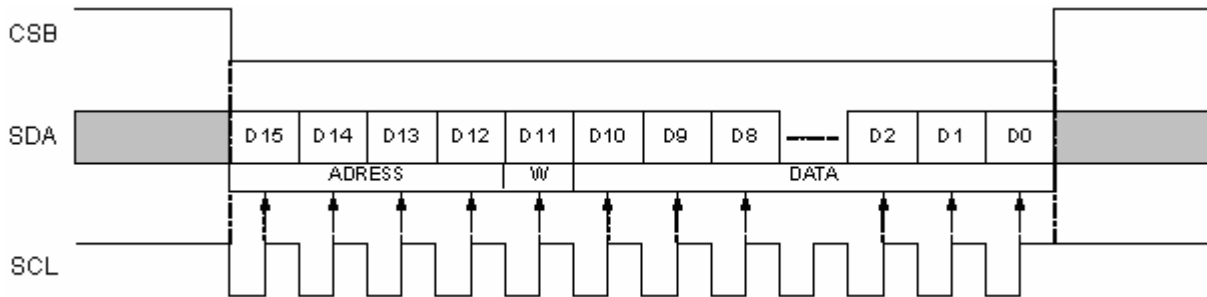 CSB
SDA D15 D14 D13 D12 D11 D10 D9 D8 D2 D1 D0
ADRESS W DATA
SCL